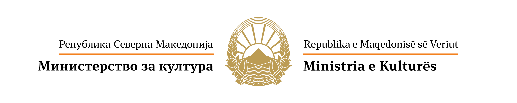 Република Северна Македонија
Министерство за култура
Republika e Maqedonisë së Veriut
Ministria e Kulturës